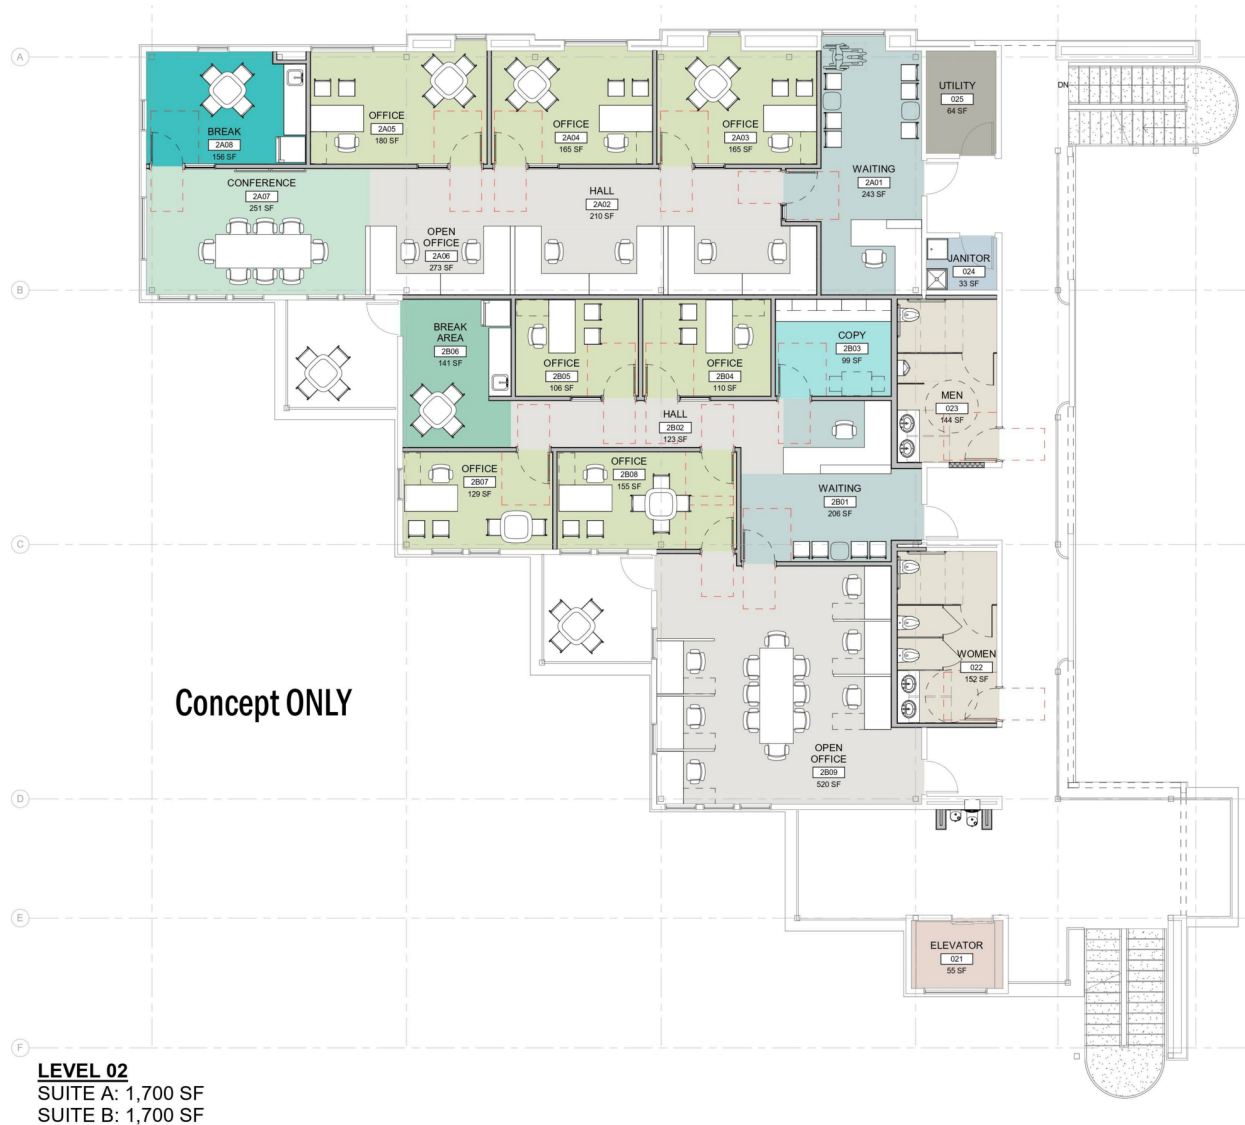 A
BREAK
2A08
156 SF
OFFICE
2A05
180 SF
OFFICE
2A04
165 SF
OFFICE
2A03
165 SF
UTILITY
025
64 SF
DN
CONFERENCE
2A07
251 SF
HALL
2A02
210 SF
WAITING
2A01
243 SF
OPEN
OFFICE
2A06
273 SF
JANITOR
024
33 SF
B
BREAK
AREA
2B06
141 SF
OFFICE
2B05
106 SF
OFFICE
2B04
110 SF
COPY
2B03
99 SF
MEN
023
144 SF
HALL
2B02
123 SF
OFFICE
2B07
129 SF
OFFICE
2B08
155 SF
WAITING
2B01
206 SF
C
WOMEN
022
152 SF
Concept ONLY
OPEN
OFFICE
2B09
520 SF
D
E
ELEVATOR
021
55 SF
F
LEVEL 02
SUITE A: 1,700 SF
SUITE B: 1,700 SF